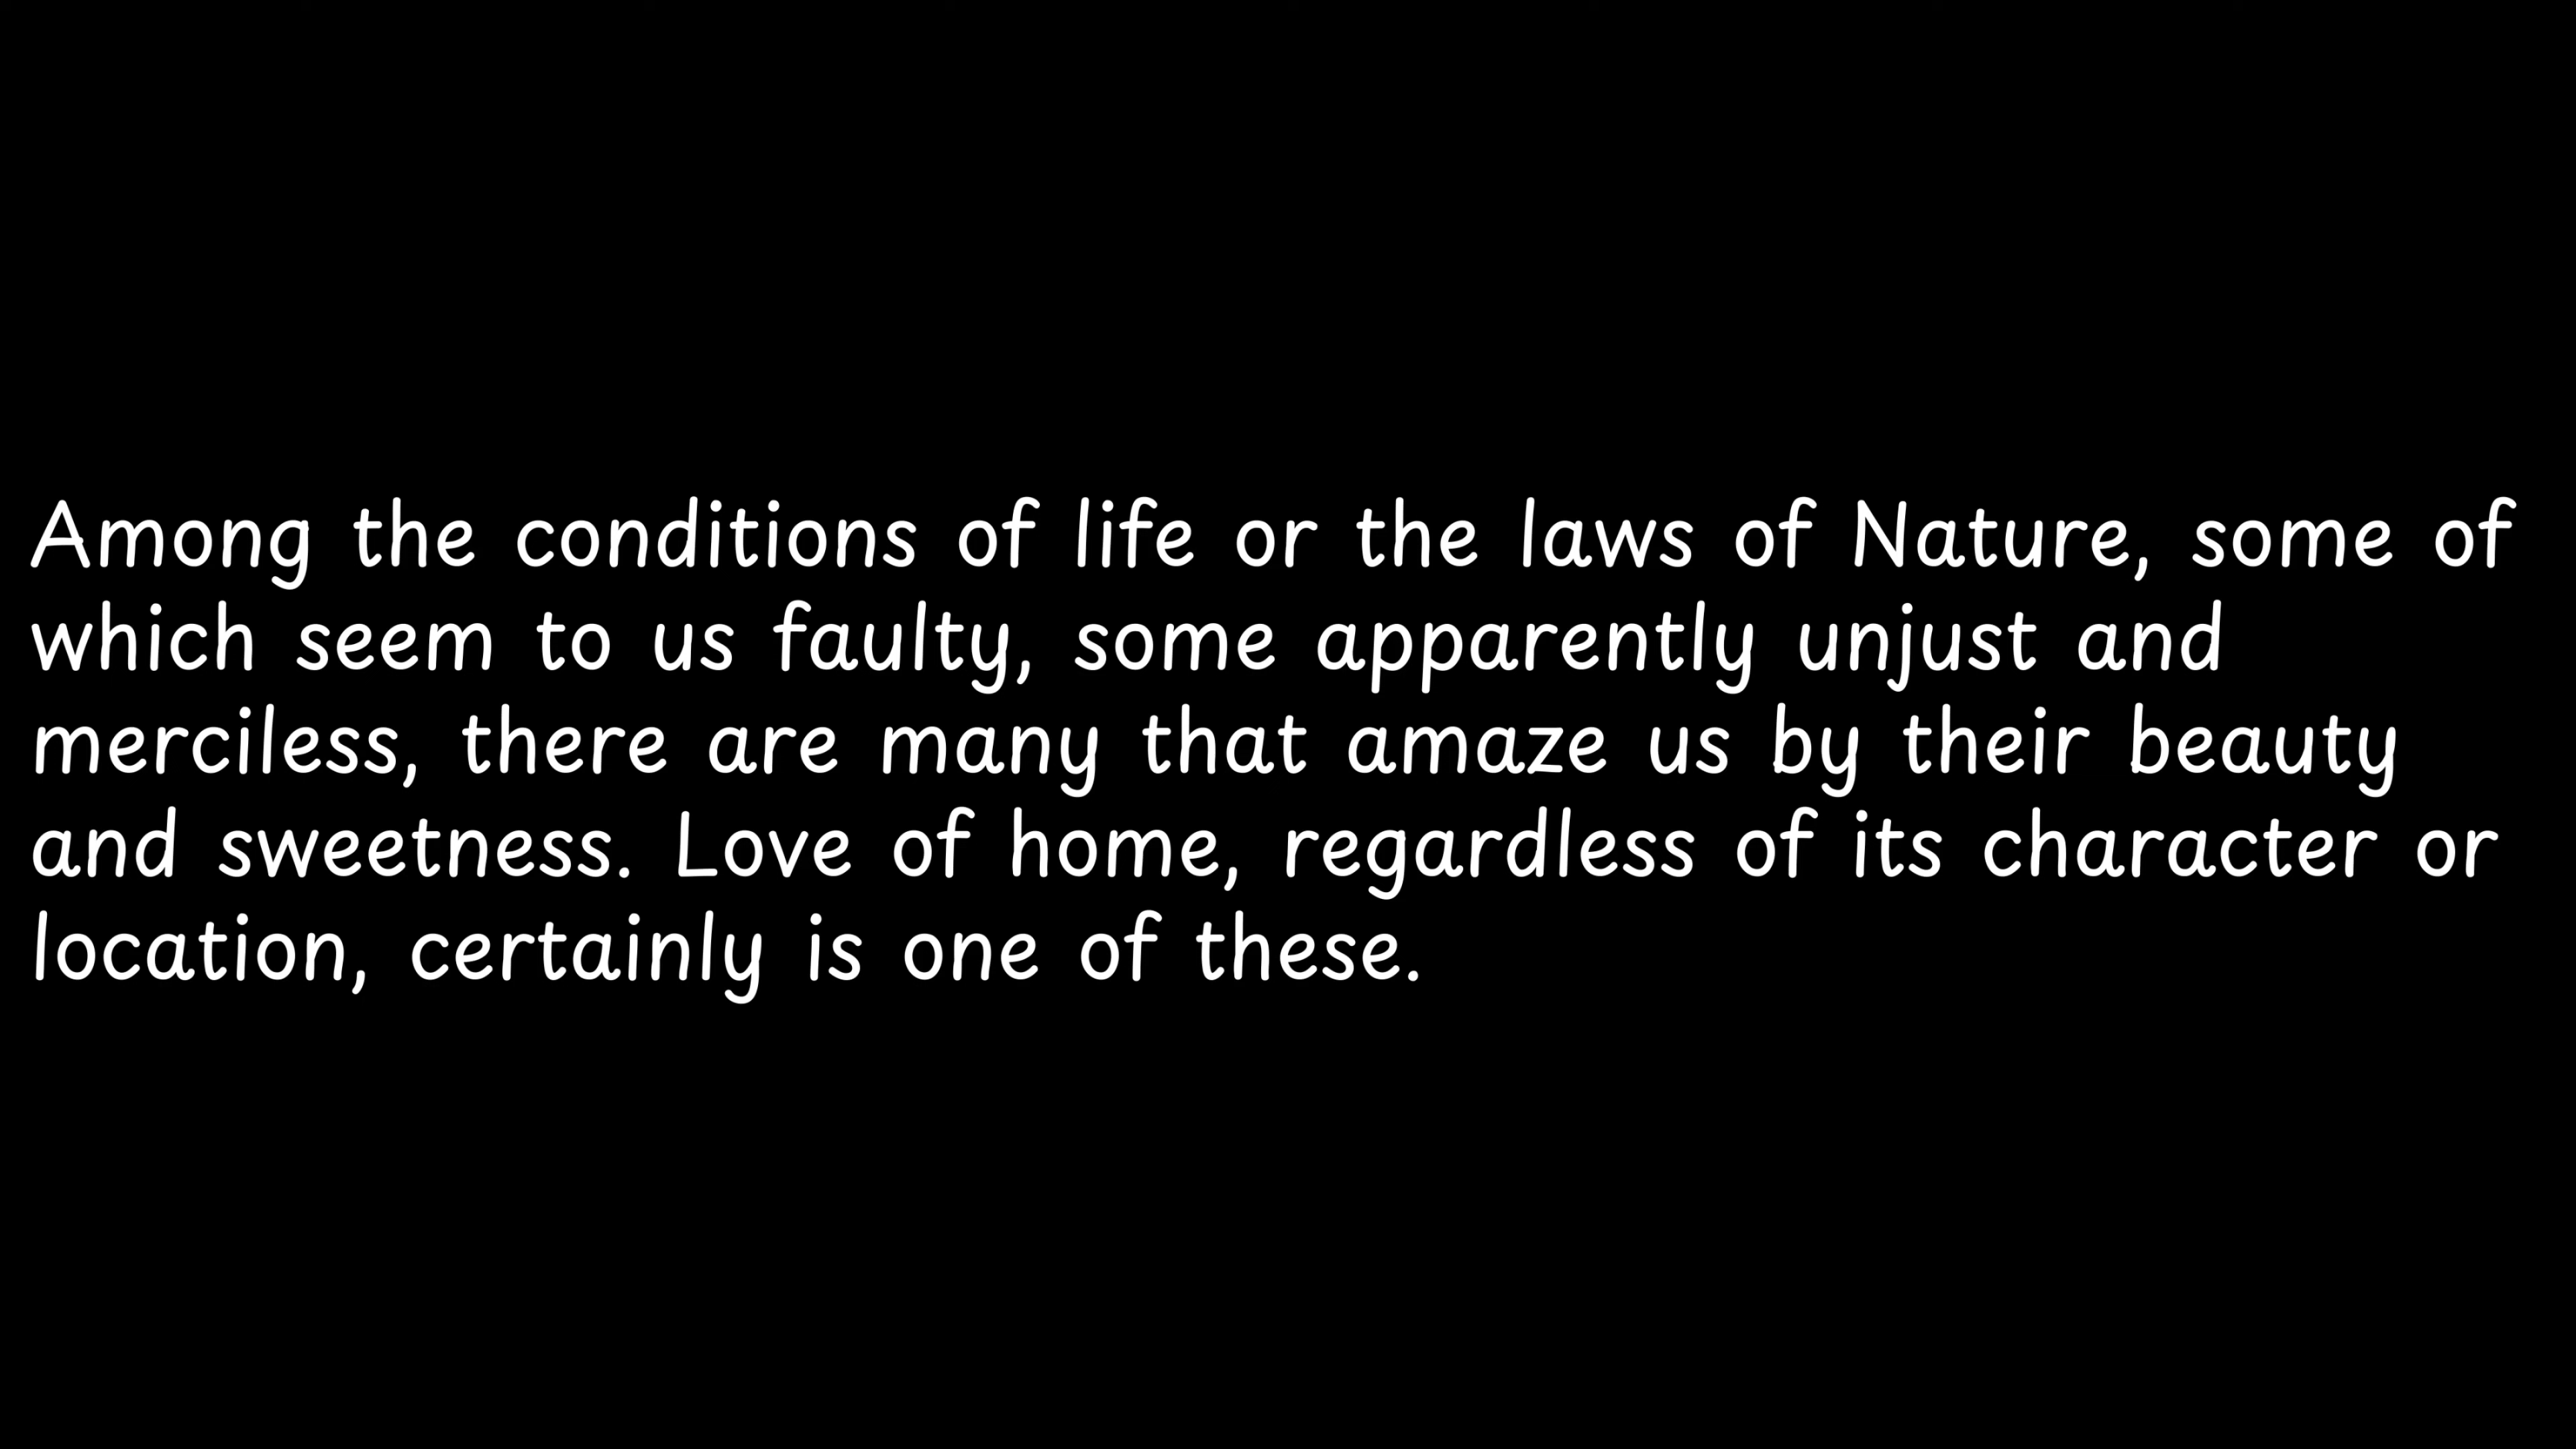 Among the conditions of life or the laws of Nature, some of
which seem to us faulty, some apparently unjust and
merciless, there are many that amaze us by their beauty
and sweetness. Love of home, regardless of its character or
location, certainly is one of these.